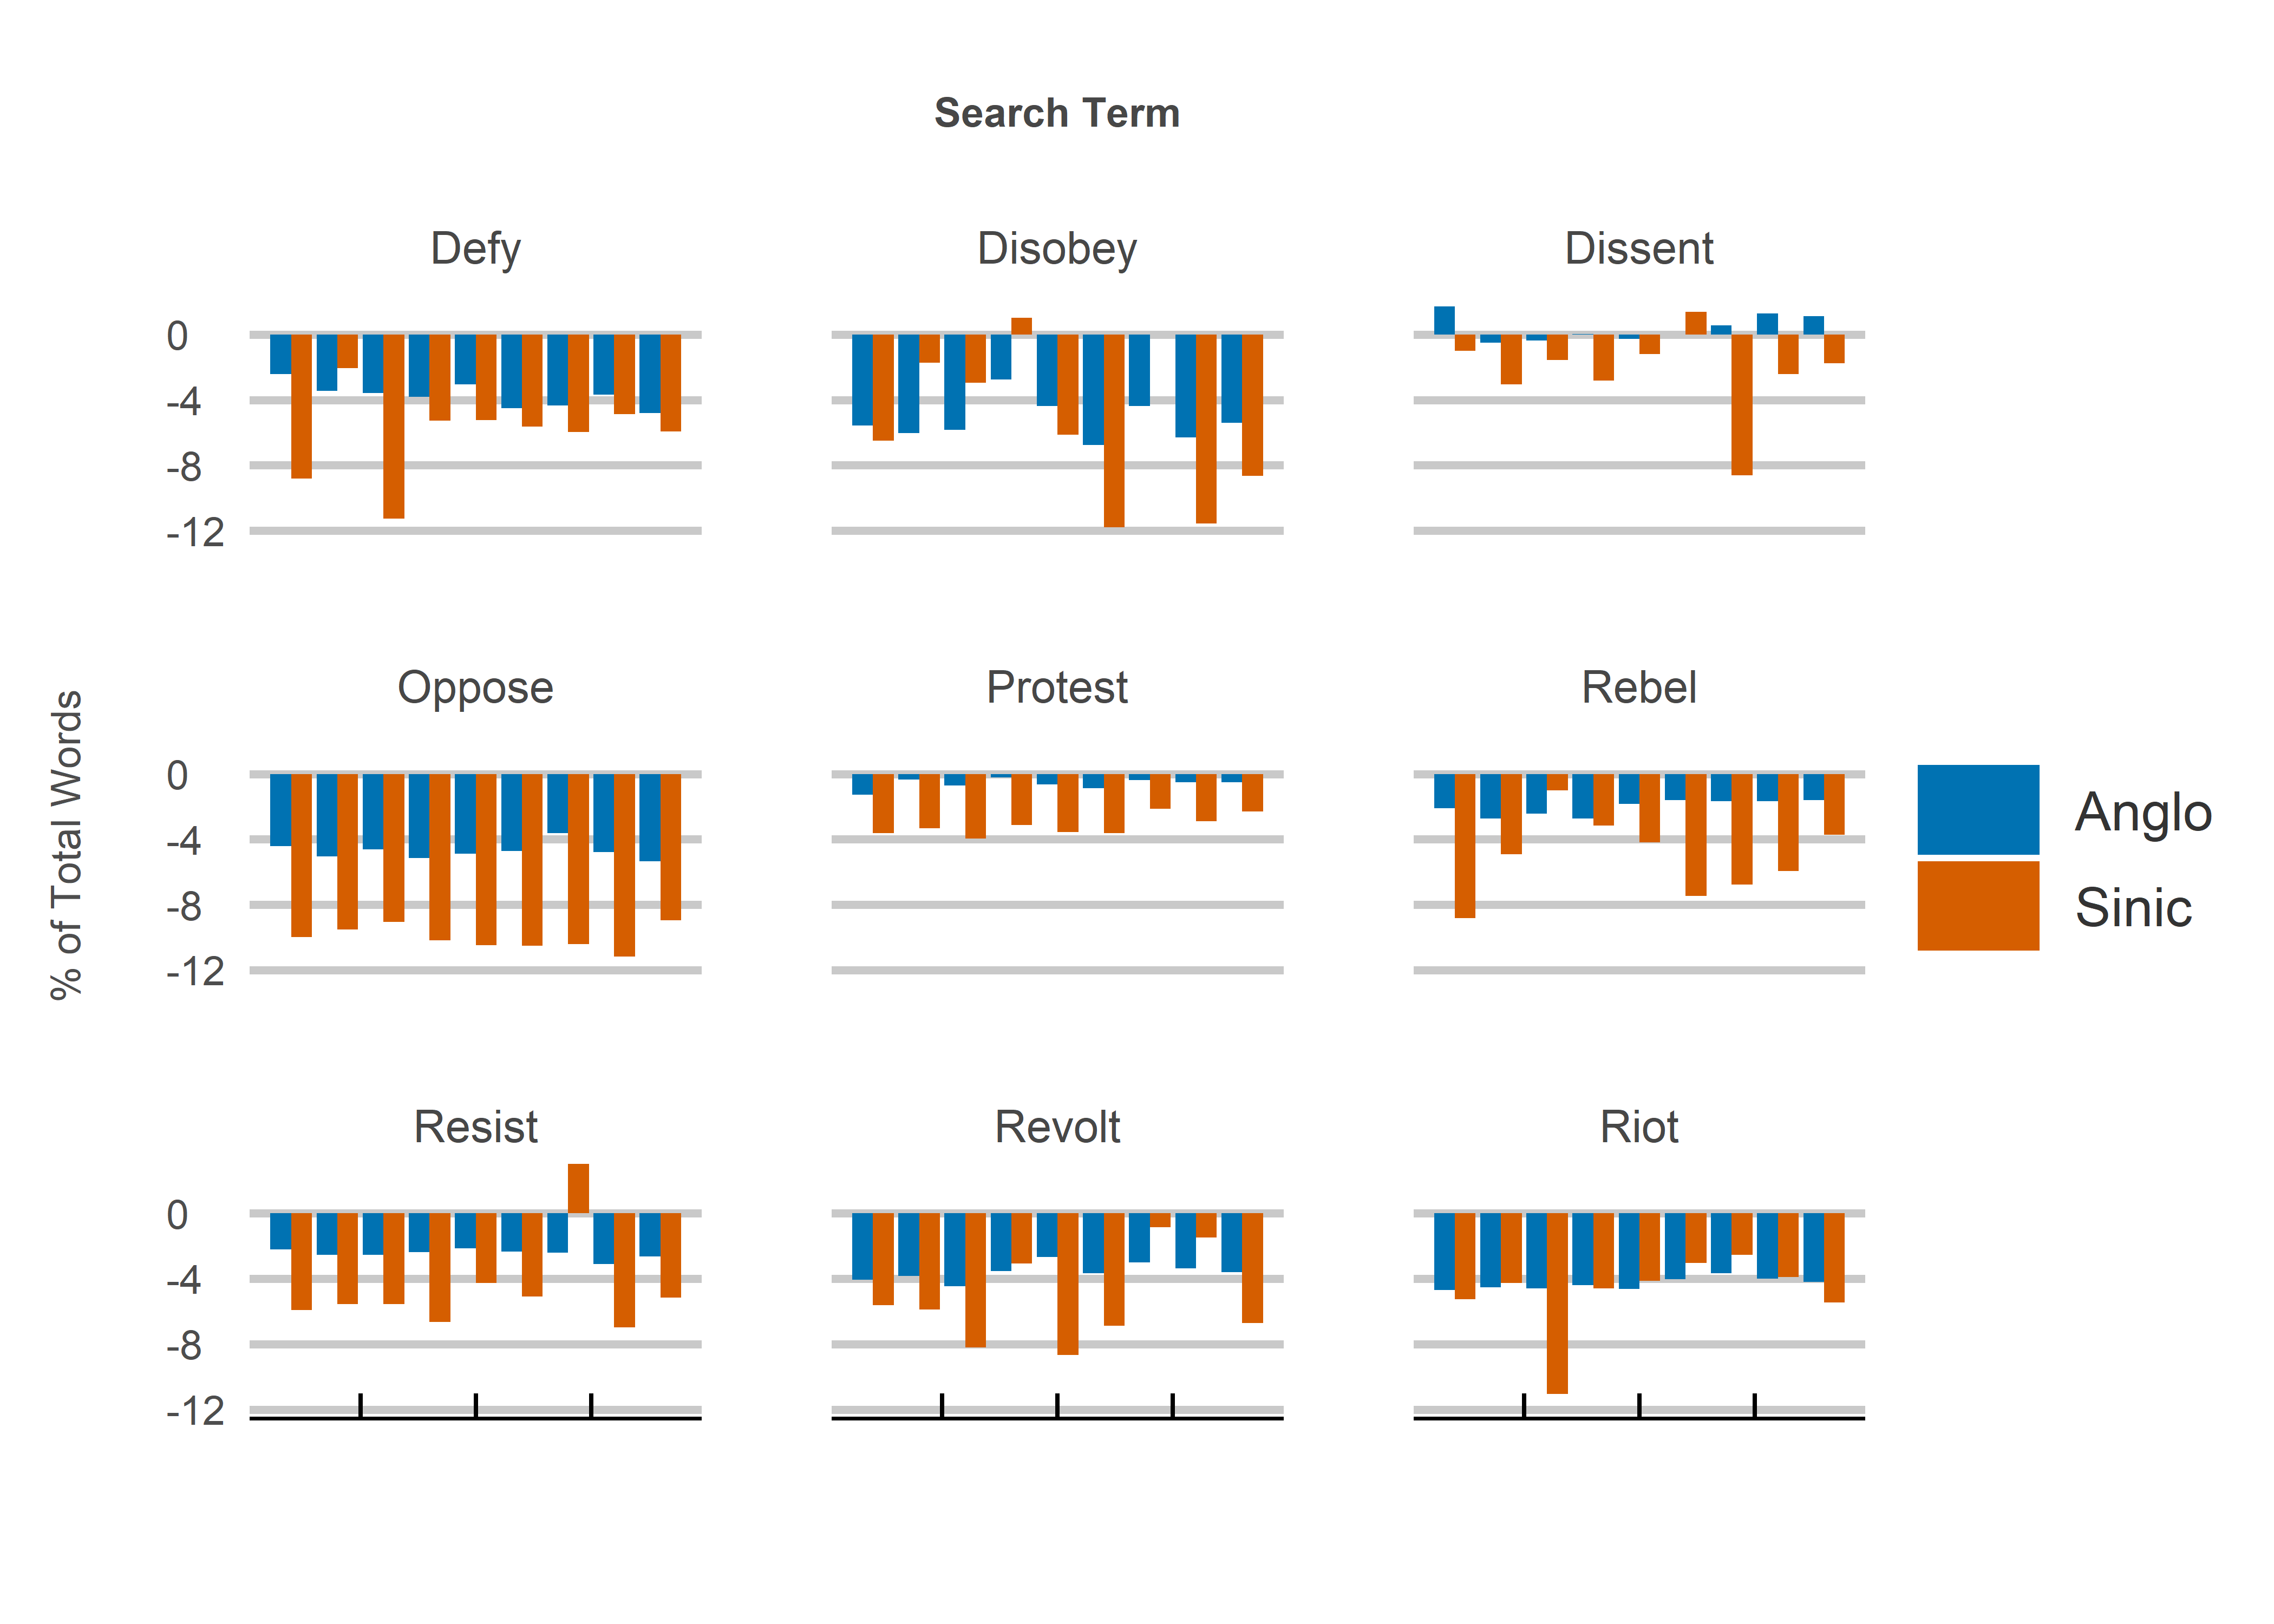 Search Term
Defy
Disobey
Dissent
0
-4
-8
-12
% of Total Words
Oppose
Protest
Rebel
0
-4
-8
-12
Anglo
Sinic
Resist
Revolt
Riot
0
-4
-8
-12